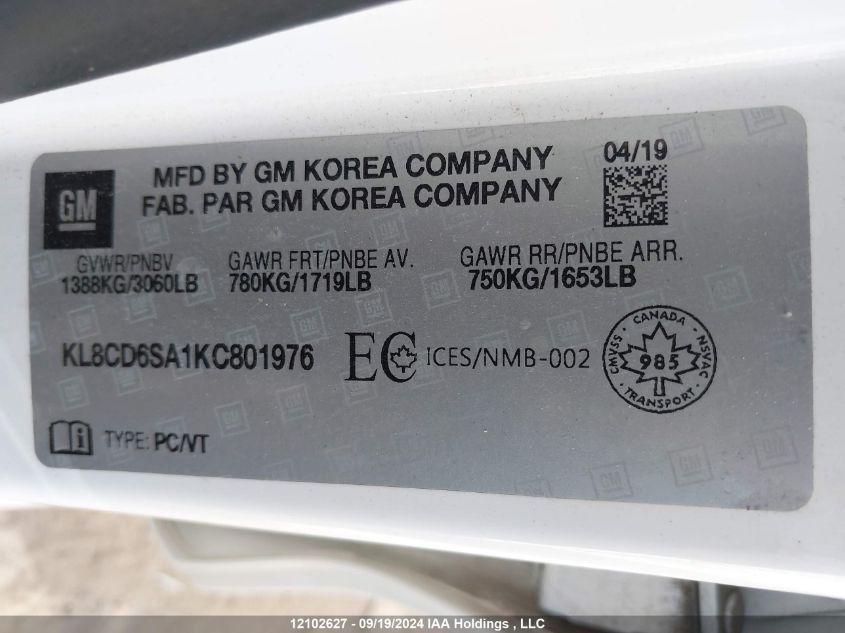 GM
MFD BY GM KOREA COMPANY
FAB. PAR GM KOREA COMPANY
04/19
GVWR/PNBV
1388KG/3060LB
GAWR FRT/PNBE AV.
780KG/1719LB
GAWR RR/PNBE ARR.
750KG/1653LB
KL8CD6SA1KC801976
EC ICES/NMB-002
CANADA
CMVSS 985 NSVAC
TRANSPORT
TYPE: PC/VT
12102627 - 09/19/2024 IAA Holdings, LLC